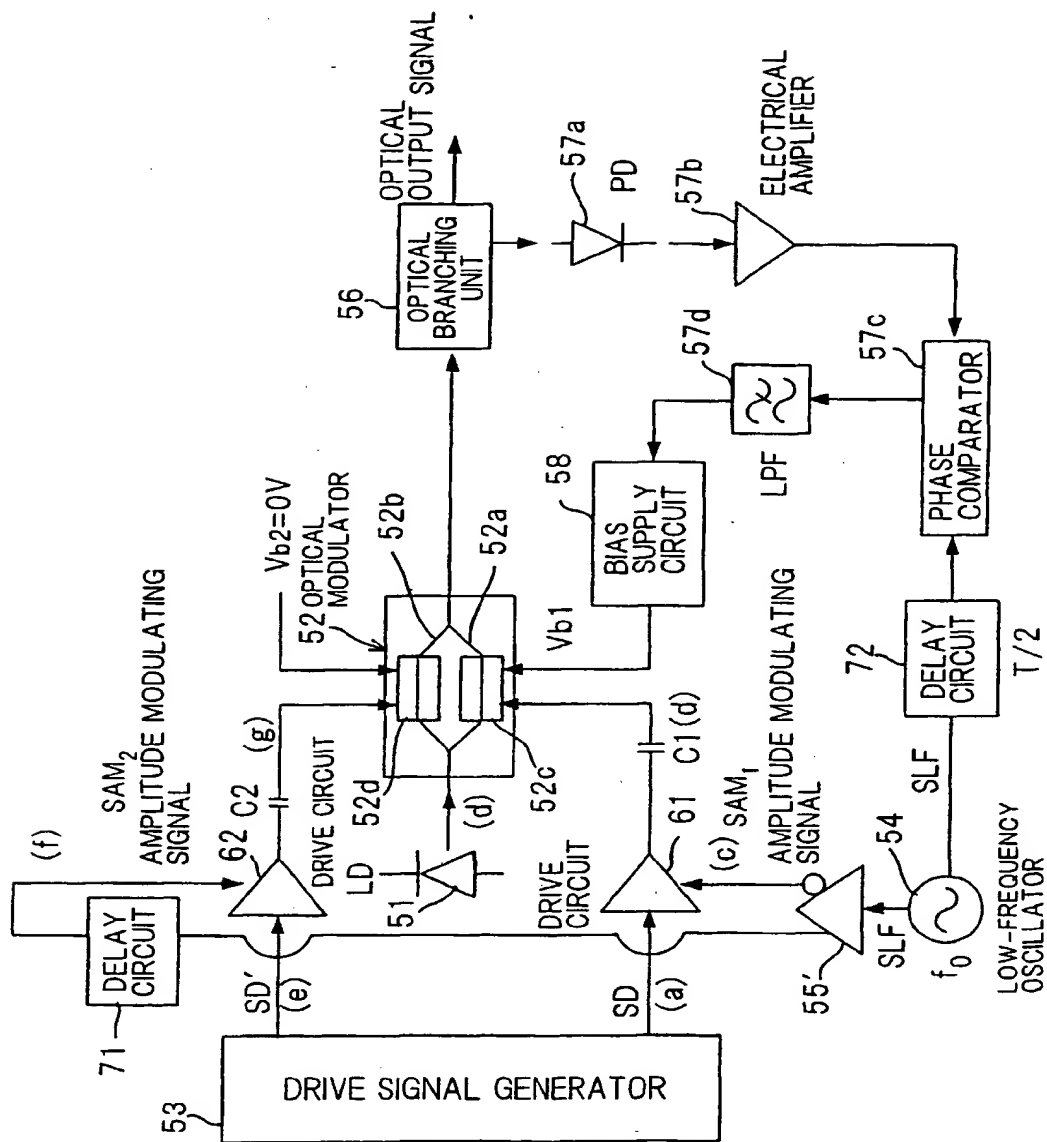 53
DRIVE SIGNAL GENERATOR
71
DELAY
CIRCUIT
(f)
SAM2
AMPLITUDE MODULATING
SIGNAL
SD'
(e)
62
C2
(g)
DRIVE CIRCUIT
Vb2=0V
52 OPTICAL
MODULATOR
52b
52a
52d
52c
LD
51
(d)
SD
(a)
DRIVE
CIRCUIT
61
C1(d)
(c)
SAM1
AMPLITUDE MODULATING
SIGNAL
Vb1
58
BIAS
SUPPLY
CIRCUIT
56
OPTICAL
BRANCHING
UNIT
OPTICAL
OUTPUT SIGNAL
57a
PD
57b
ELECTRICAL
AMPLIFIER
57d
LPF
57c
PHASE
COMPARATOR
72
DELAY
CIRCUIT
T/2
SLF
SLF
54
55'
f0
LOW-FREQUENCY
OSCILLATOR